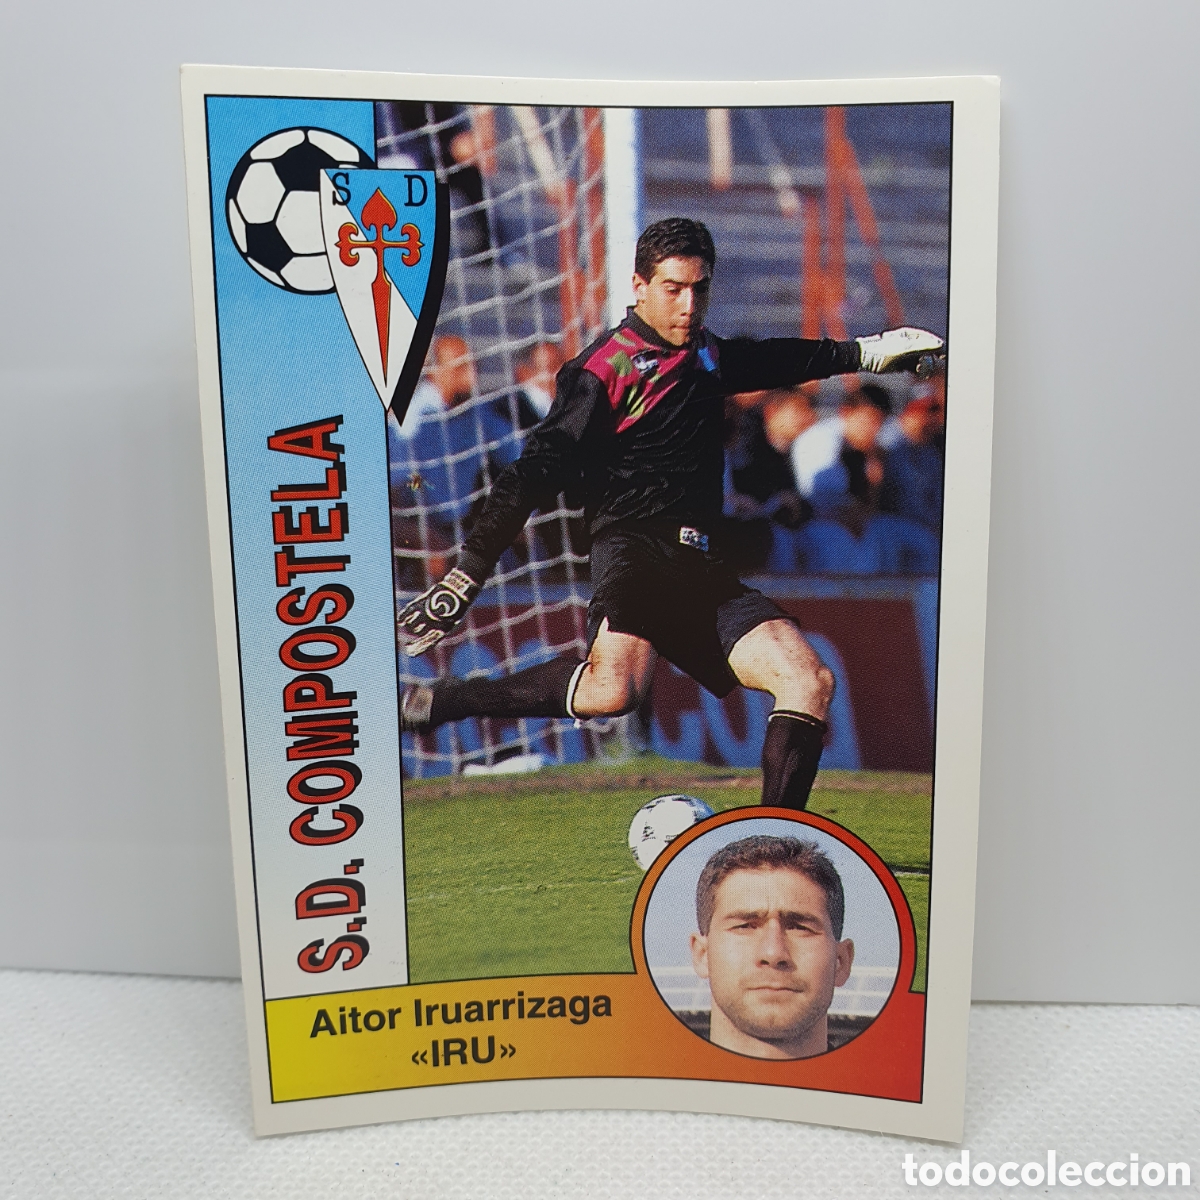 S D
S.D. COMPOSTELA
Aitor Iruarrizaga
«IRU»
todocoleccion